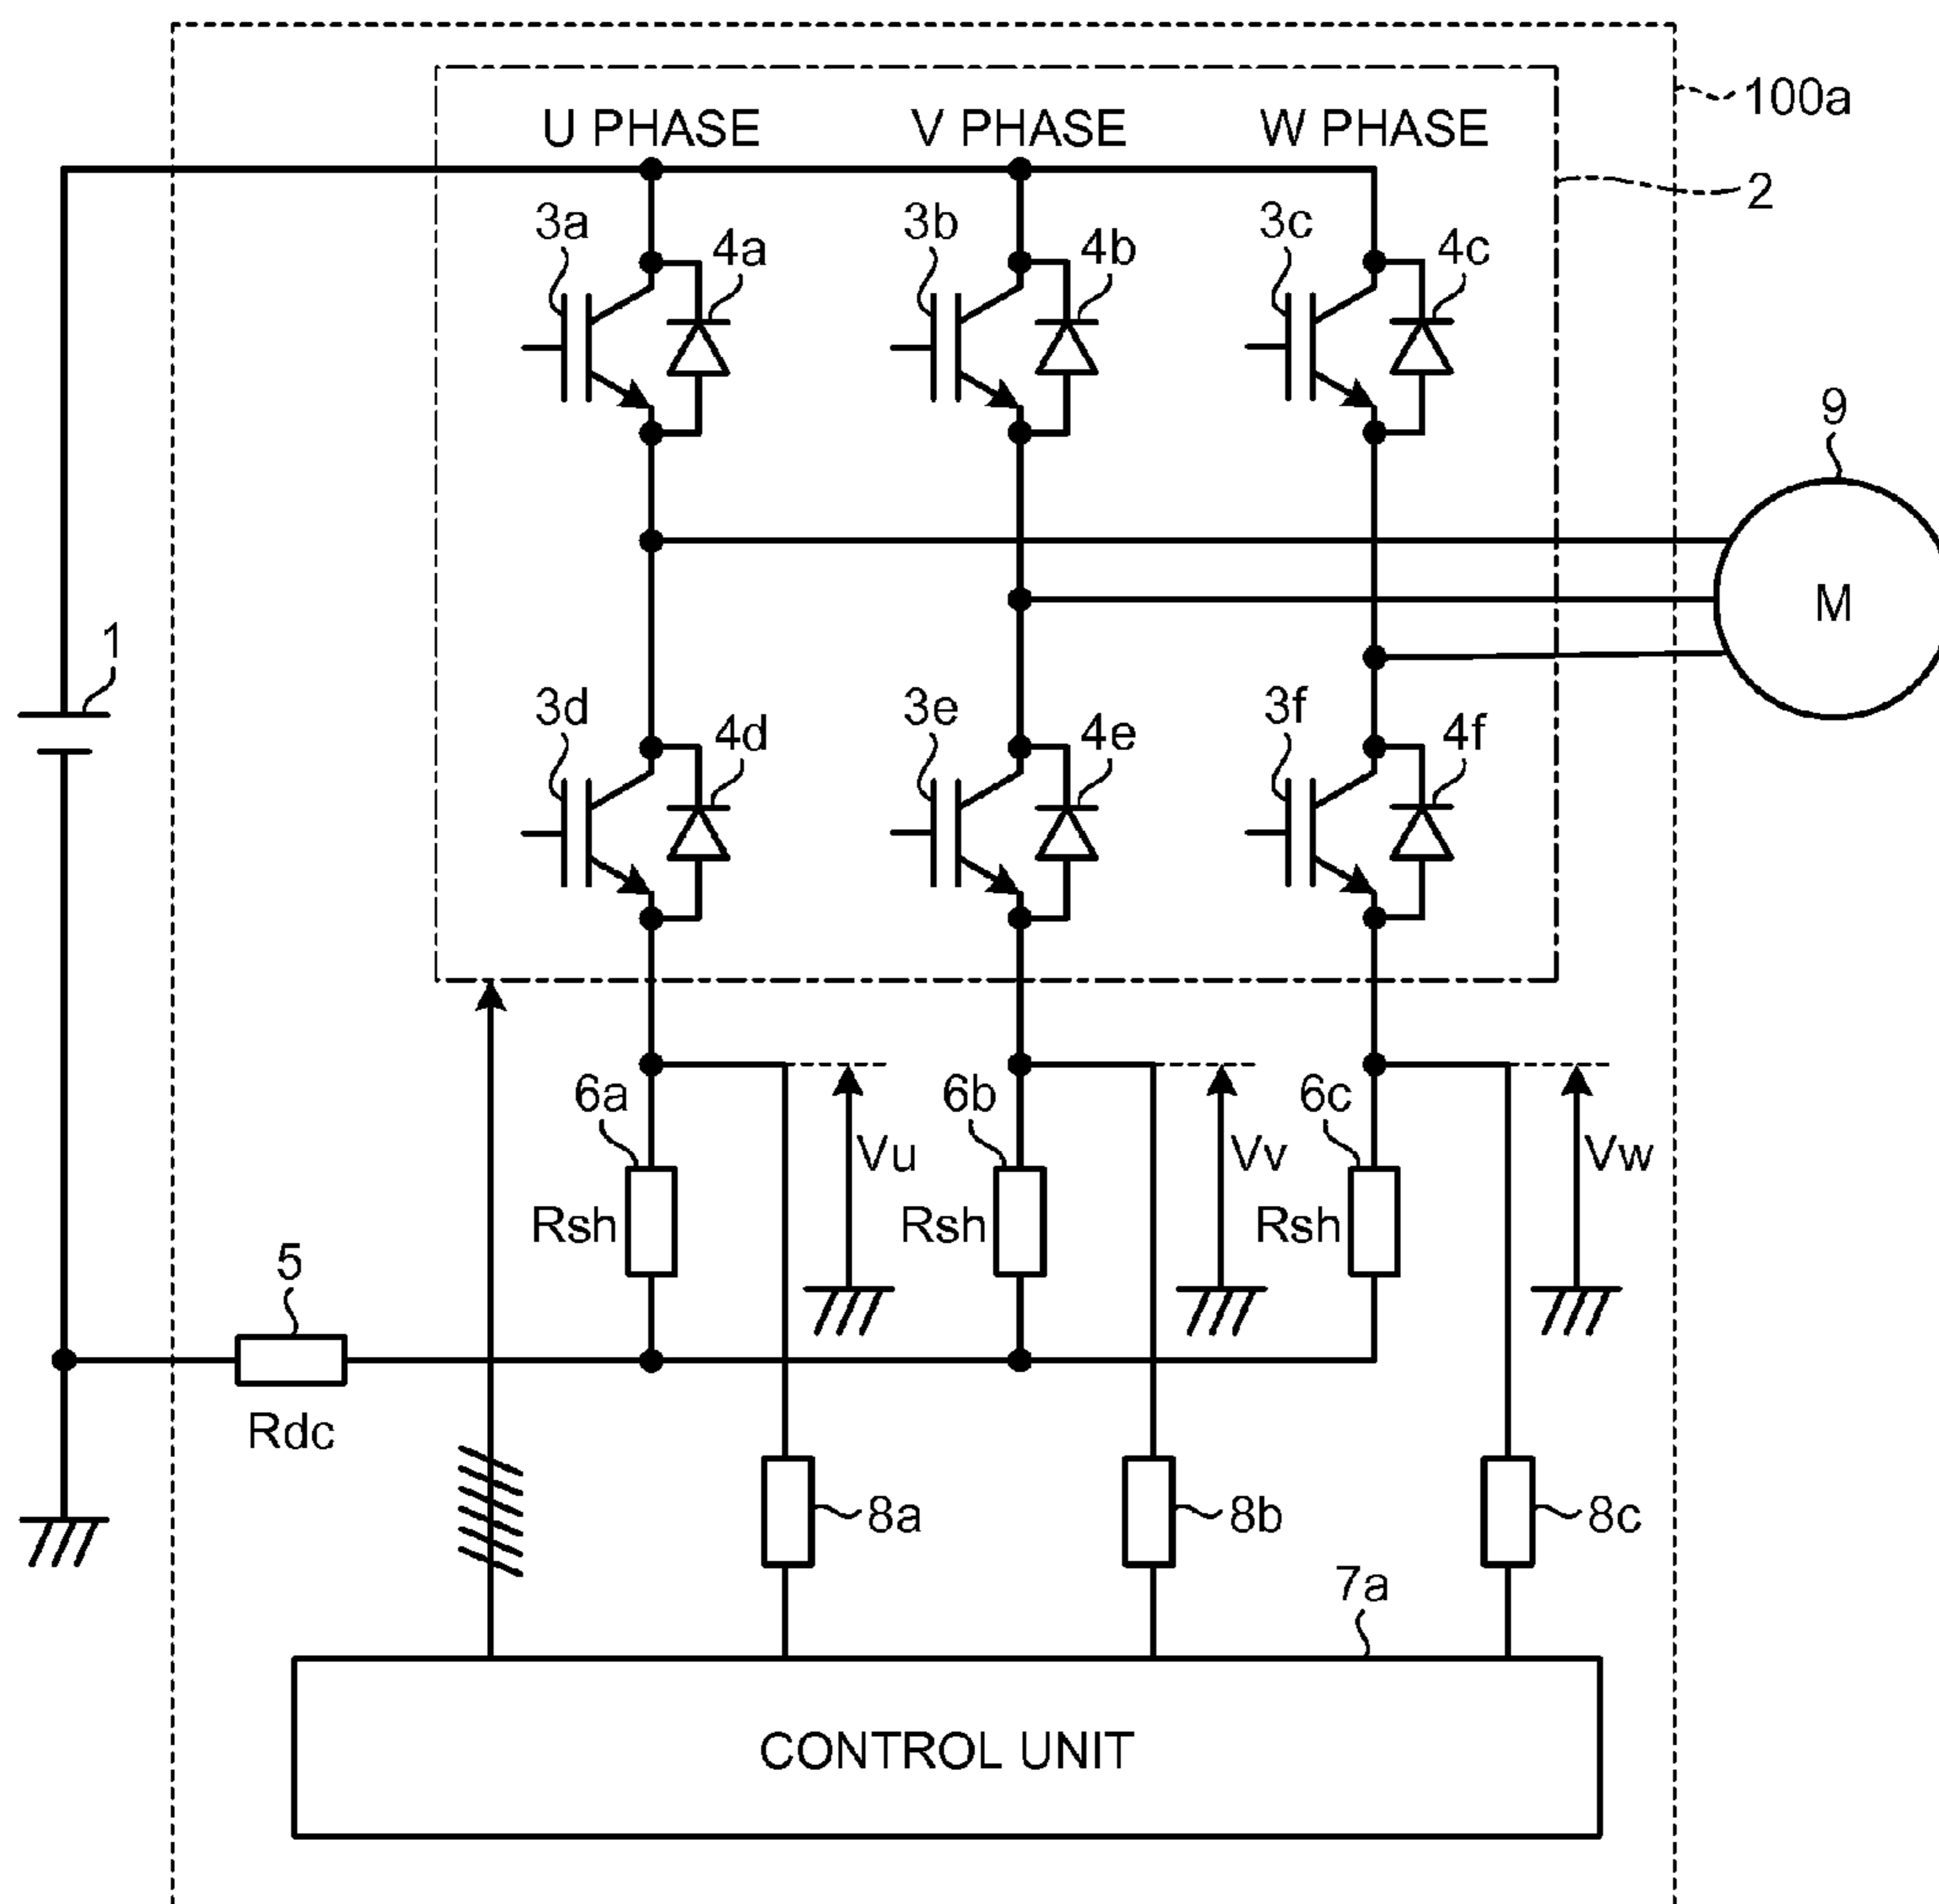 100a
U PHASE V PHASE W PHASE
2
3a 4a 3b 4b 3c 4c
9
M
1
3d 4d 3e 4e 3f 4f
6a Vu 6b Vv 6c Vw
Rsh Rsh Rsh
5
Rdc
8a 8b 8c
7a
CONTROL UNIT